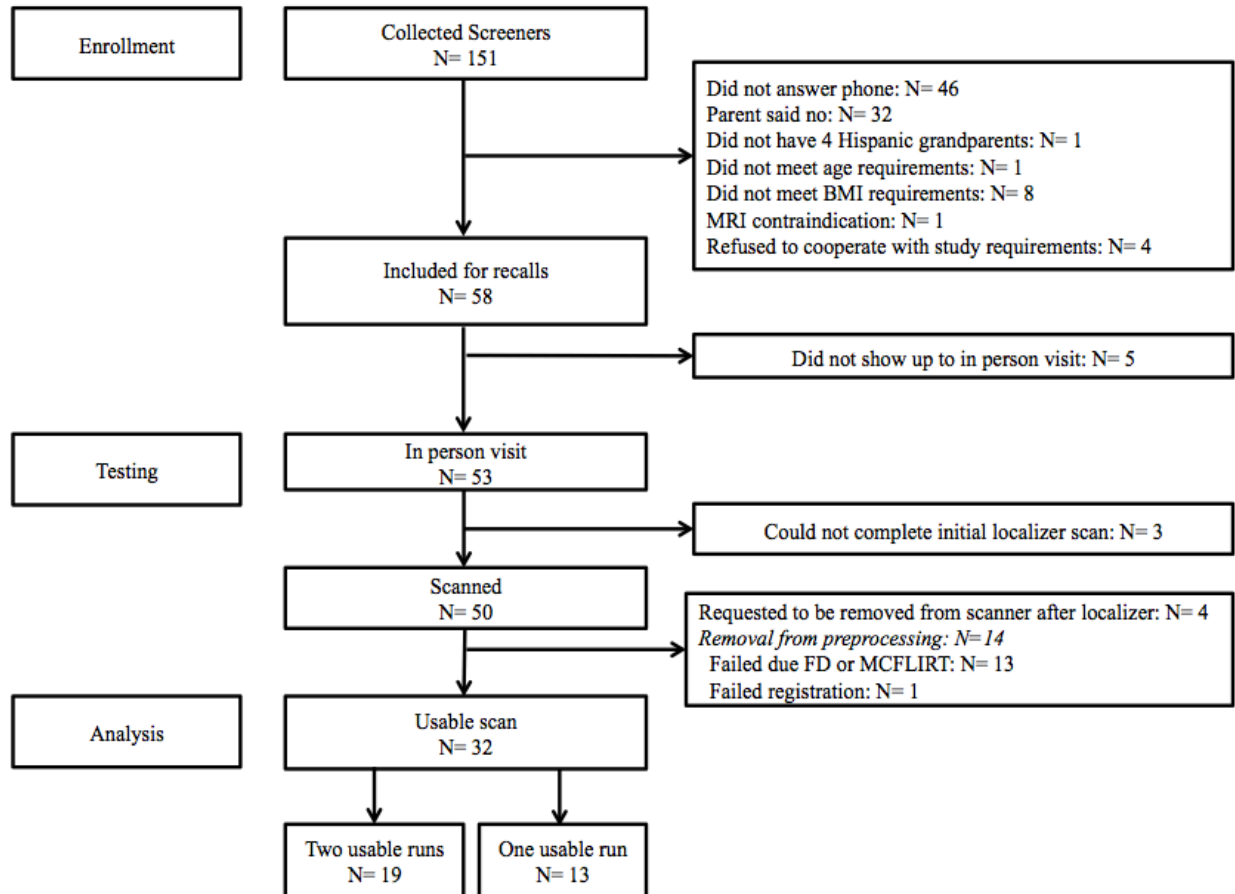 Enrollment
Collected Screeners
N= 151
Did not answer phone: N= 46
Parent said no: N= 32
Did not have 4 Hispanic grandparents: N= 1
Did not meet age requirements: N= 1
Did not meet BMI requirements: N= 8
MRI contraindication: N= 1
Refused to cooperate with study requirements: N= 4
Included for recalls
N= 58
Did not show up to in person visit: N= 5
Testing
In person visit
N= 53
Could not complete initial localizer scan: N= 3
Scanned
N= 50
Requested to be removed from scanner after localizer: N= 4
Removal from preprocessing: N=14
Failed due FD or MCFLIRT: N= 13
Failed registration: N= 1
Analysis
Usable scan
N= 32
Two usable runs
N= 19
One usable run
N= 13